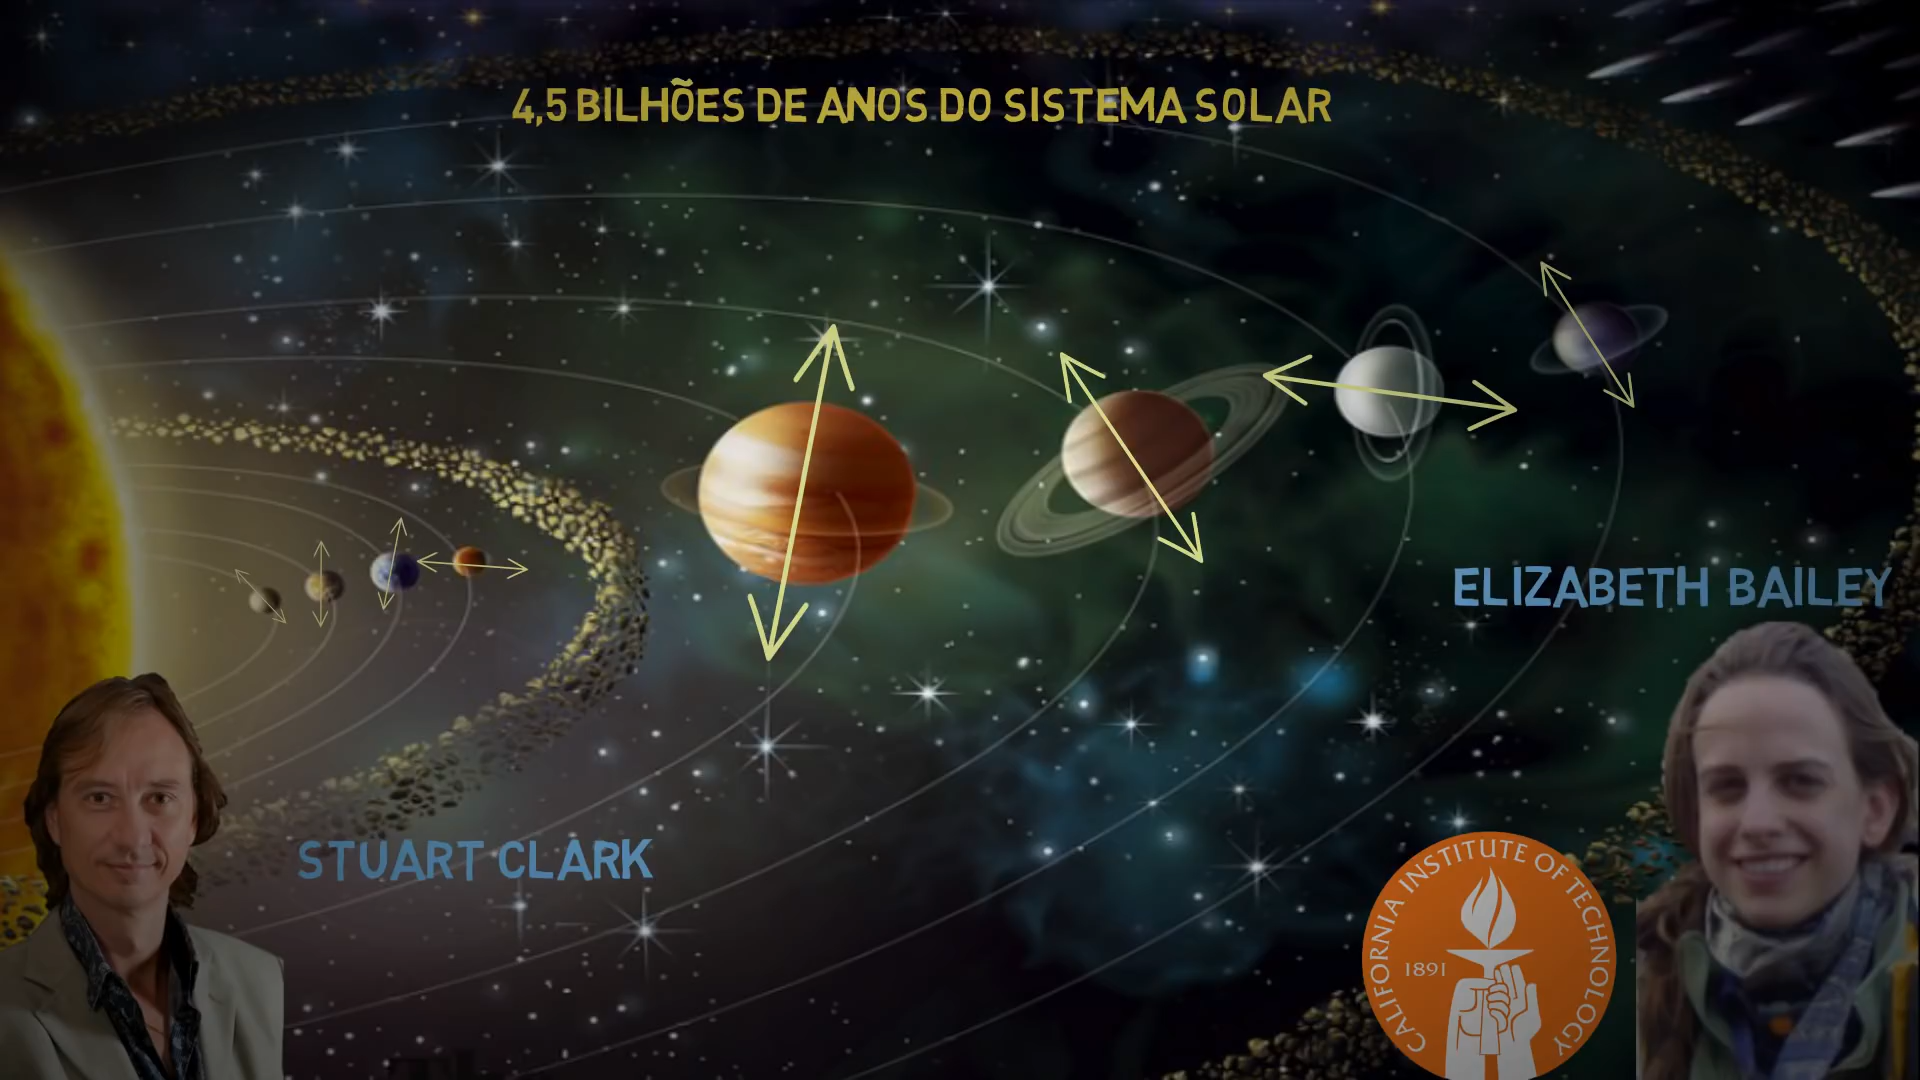 4,5 BILHÕES DE ANOS DO SISTEMA SOLAR
ELIZABETH BAILEY
STUART CLARK
CALIFORNIA INSTITUTE OF TECHNOLOGY
1891